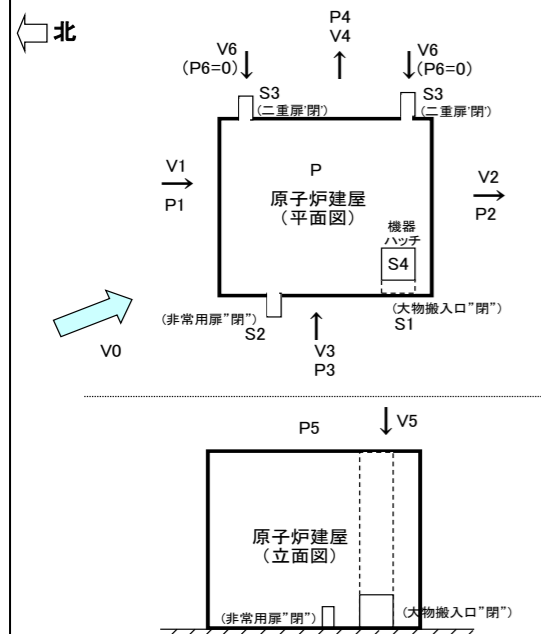 北
P4
V4
V6
(P6=0)
V6
(P6=0)
S3
(二重扉"閉")
S3
(二重扉"閉")
V1
P1
P
原子炉建屋
(平面図)
V2
P2
機器
ハッチ
S4
(非常用扉"閉")
S2
(大物搬入口"閉")
S1
V0
V3
P3
P5
V5
原子炉建屋
(立面図)
(非常用扉"閉")
(大物搬入口"閉")